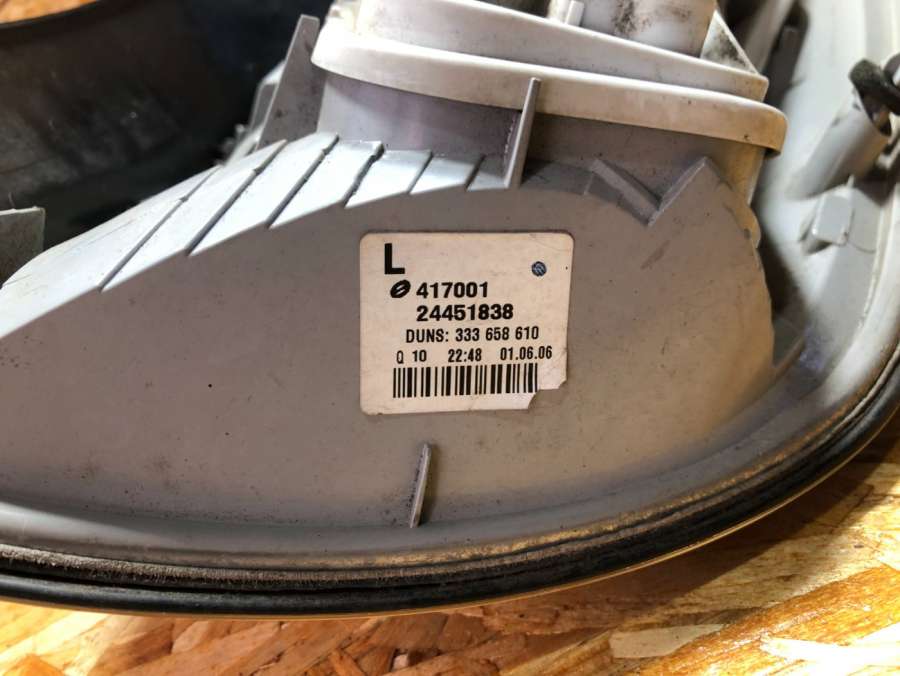 L
417001
24451838
DUNS: 333 658 610
Q 10 22:48 01.06.06